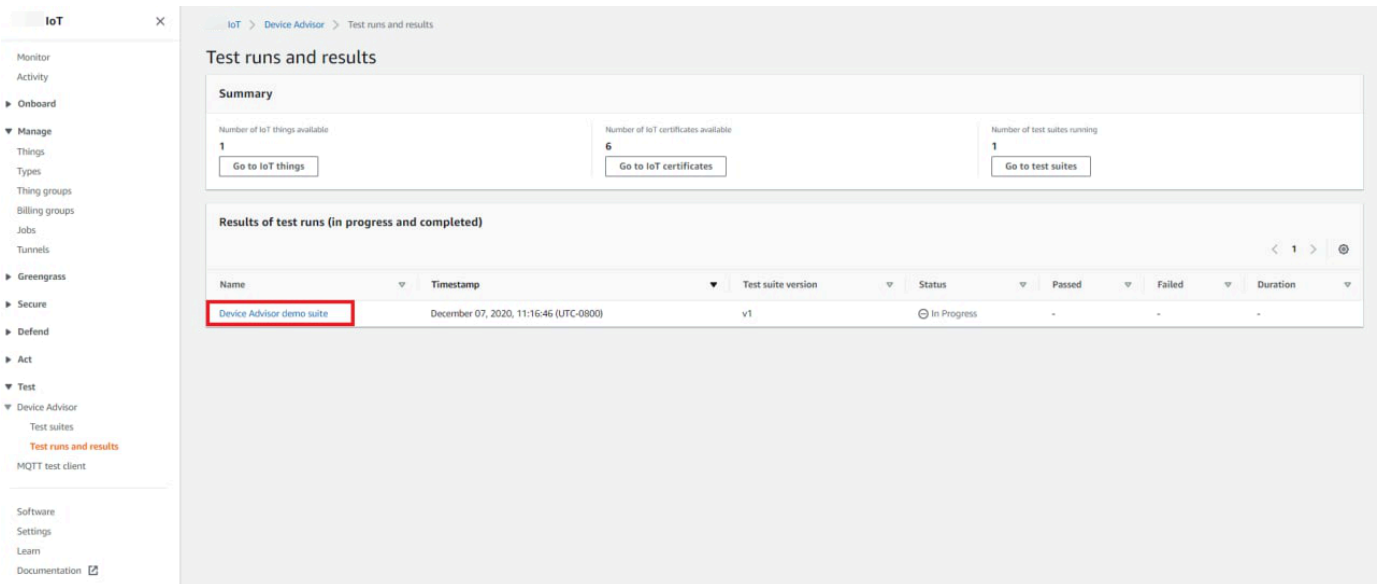 IoT
Monitor
Activity
Onboard
Manage
Things
Types
Thing groups
Billing groups
Jobs
Tunnels
Greengrass
Secure
Defend
Act
Test
Device Advisor
Test suites
Test runs and results
MQTT test client
Software
Settings
Learn
Documentation
IoT > Device Advisor > Test runs and results
Test runs and results
Summary
Number of IoT things available
1
Go to IoT things
Number of IoT certificates available
6
Go to IoT certificates
Number of test suites running
1
Go to test suites
Results of test runs (in progress and completed)
< 1 >
Name Timestamp Test suite version Status Passed Failed Duration
Device Advisor demo suite December 07, 2020, 11:16:46 (UTC-0800) v1 In Progress - - -